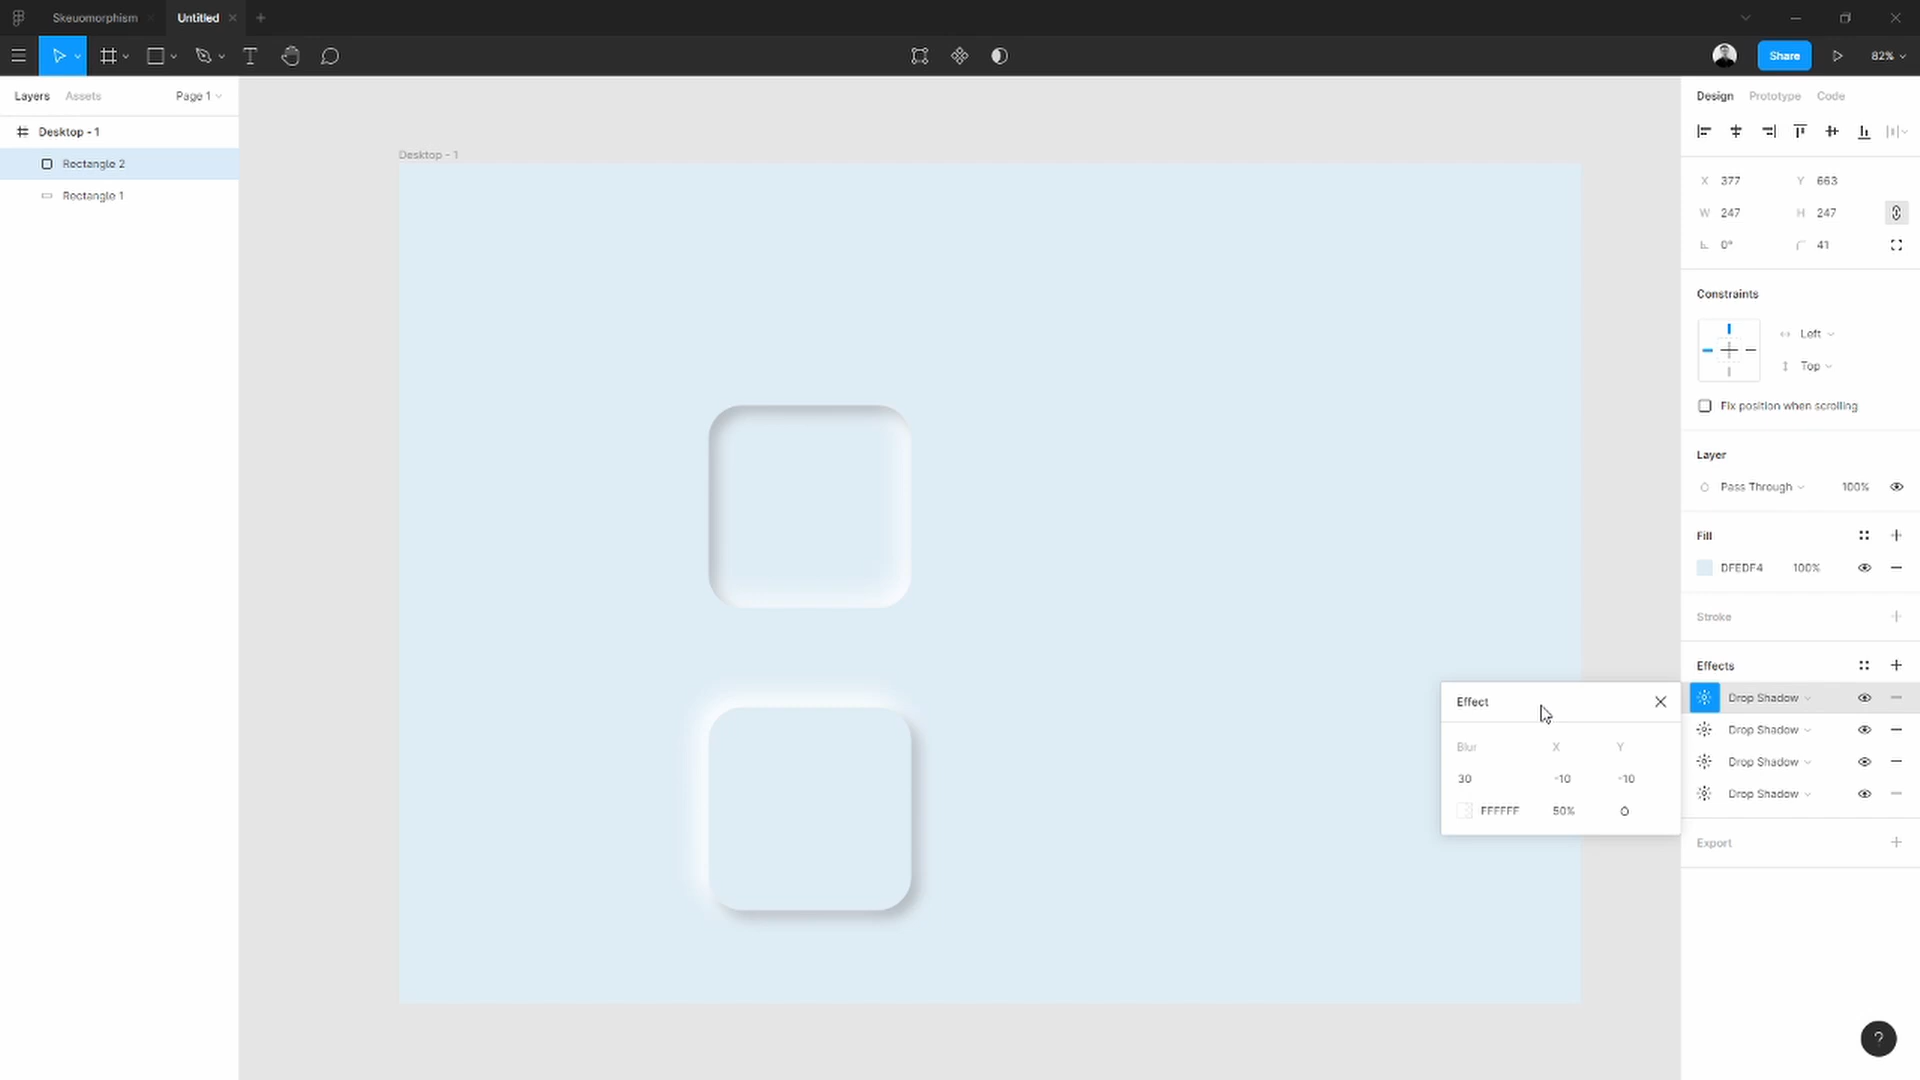 Skeuomorphism
Untitled
Share
82%
Layers
Assets
Page 1
Desktop - 1
Rectangle 2
Rectangle 1
Desktop - 1
Design
Prototype
Code
X 377 Y 663
W 247 H 247
0° 41
Constraints
Left
Top
Fix position when scrolling
Layer
Pass Through 100%
Fill
DFEDF4 100%
Stroke
Effects
Drop Shadow
Drop Shadow
Drop Shadow
Drop Shadow
Export
Effect
Blur X Y
30 -10 -10
FFFFFF 50%
?